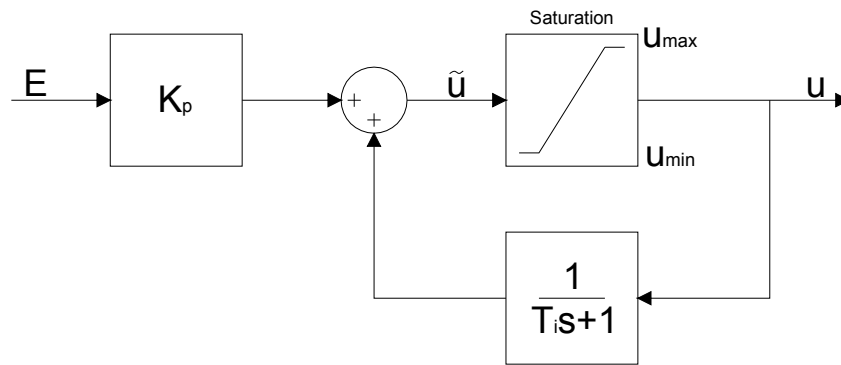 Saturation
E
Kp
+
+
ũ
umax
umin
u
1
Tis+1